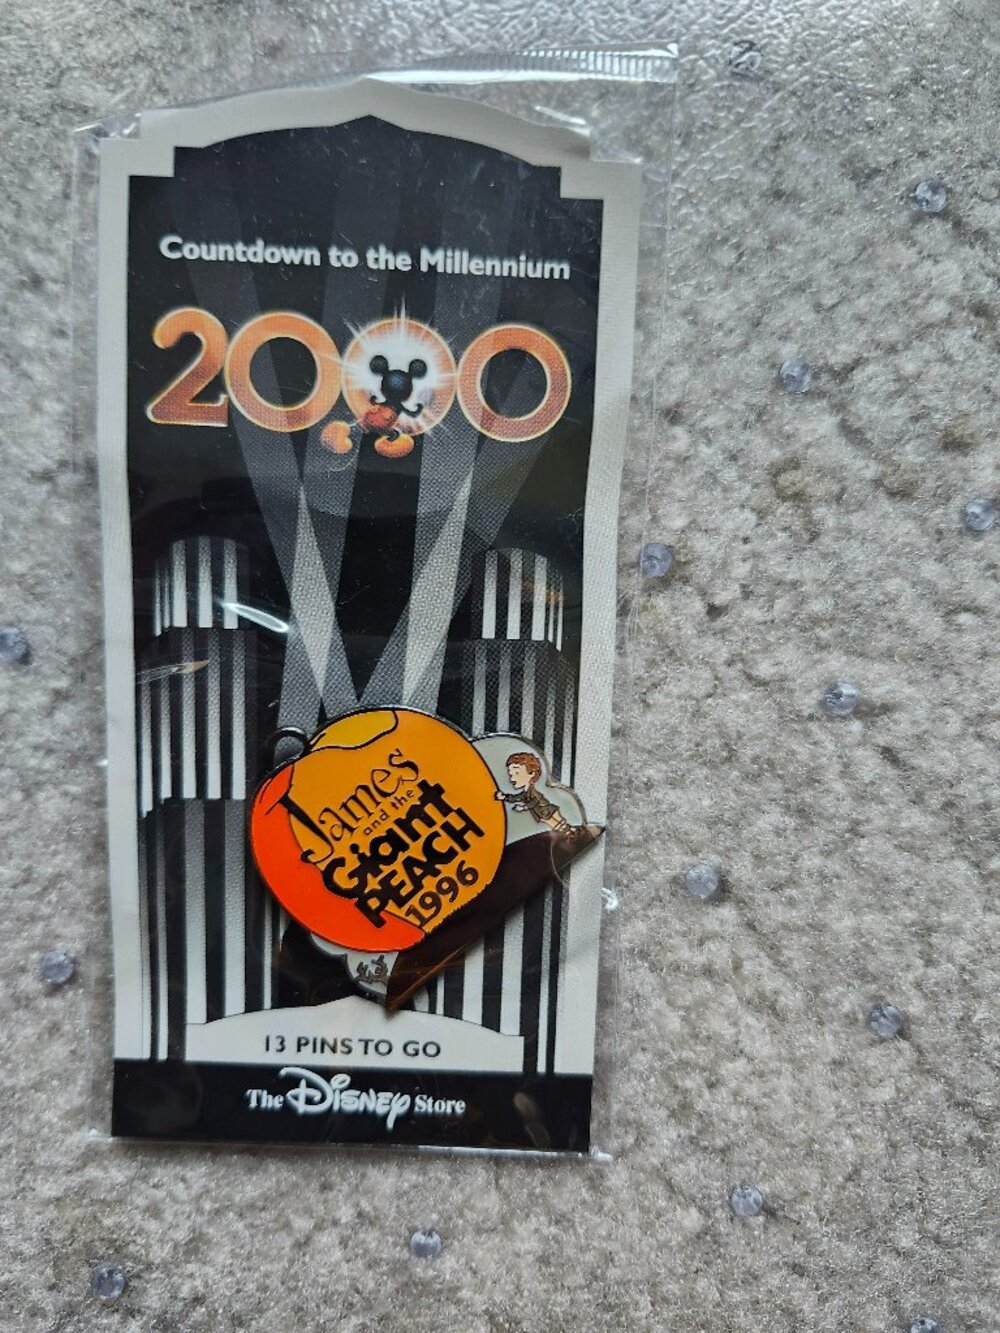 Countdown to the Millennium
2000
James
and the
Giant
PEACH
1996
13 PINS TO GO
The DISNEY Store